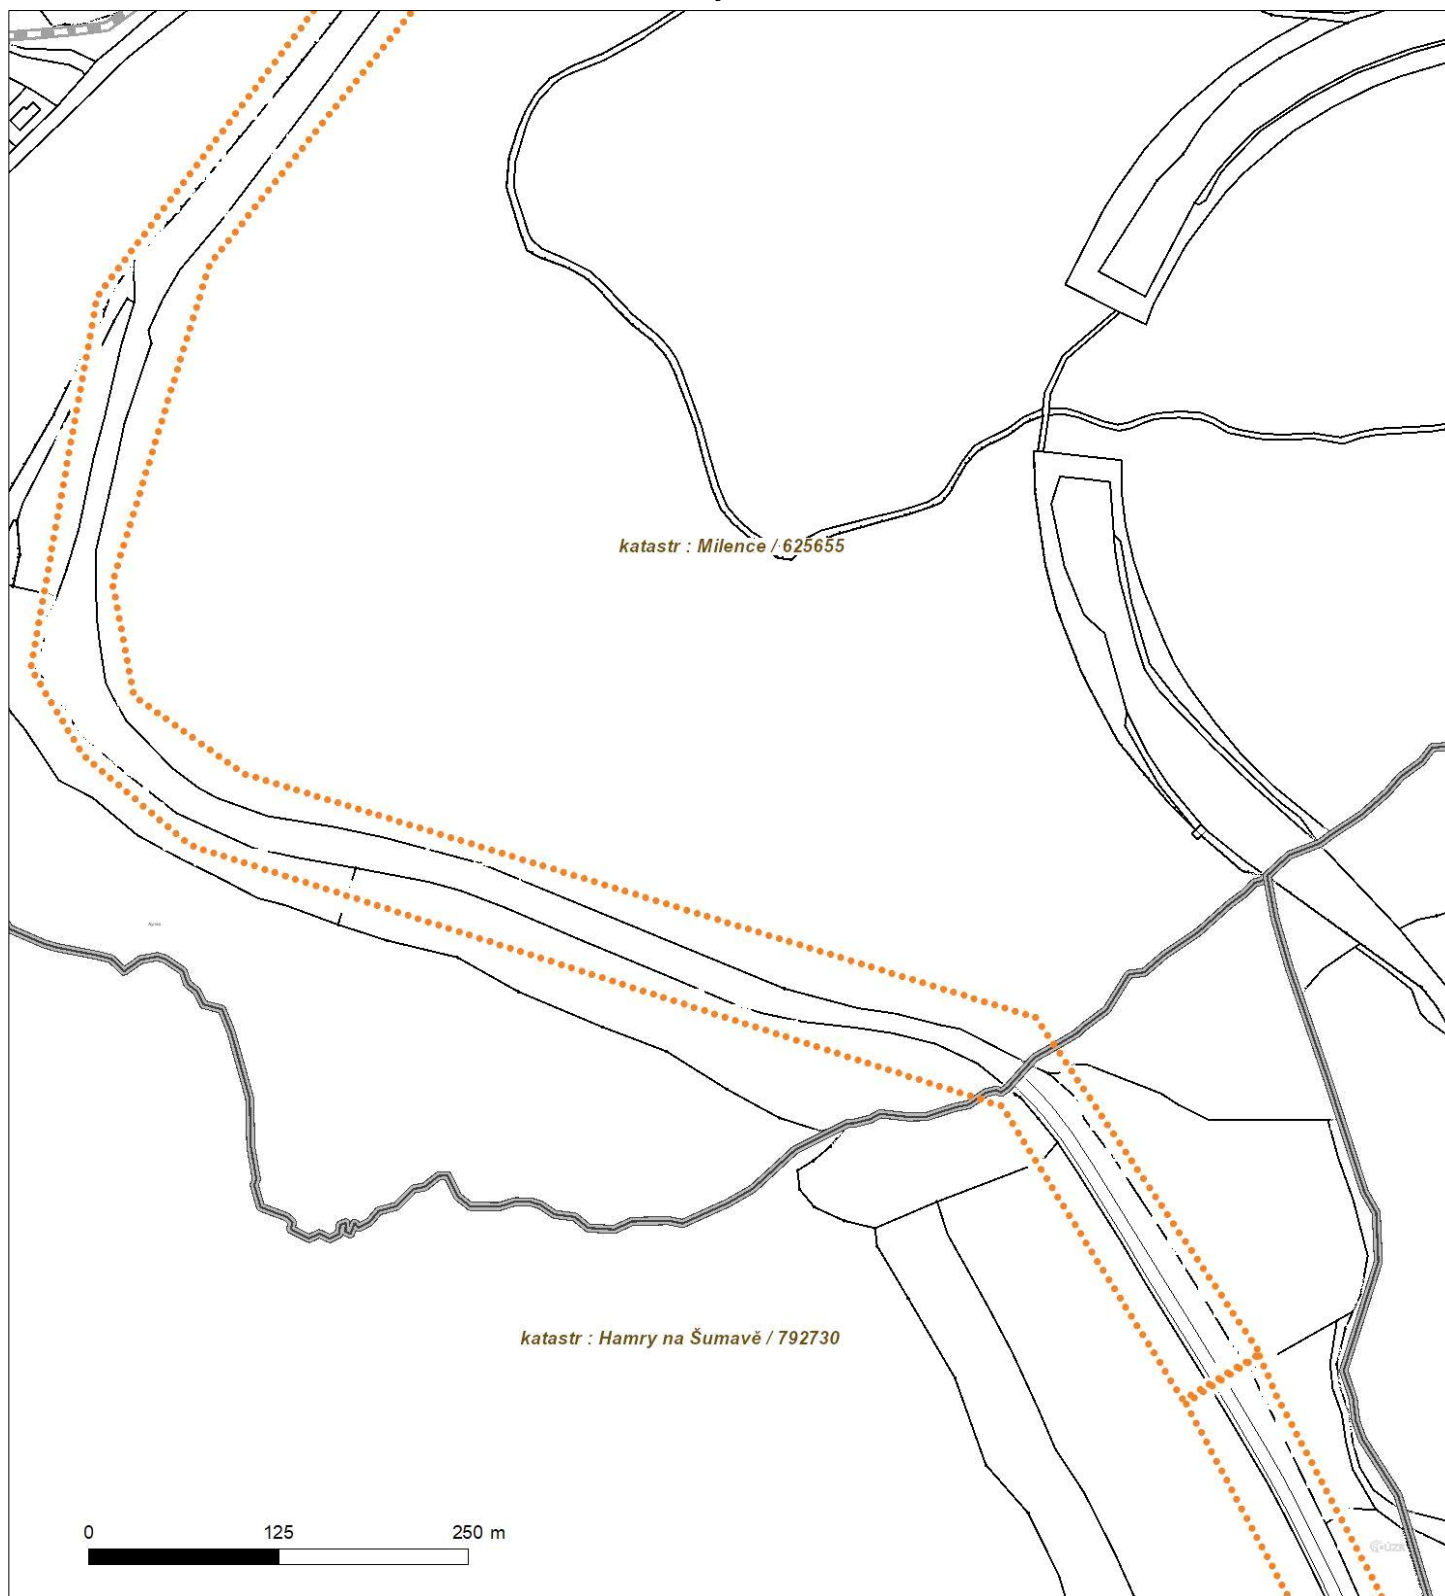 katastr : Milence / 625655
katastr : Hamry na Šumavě / 792730
0 125 250 m